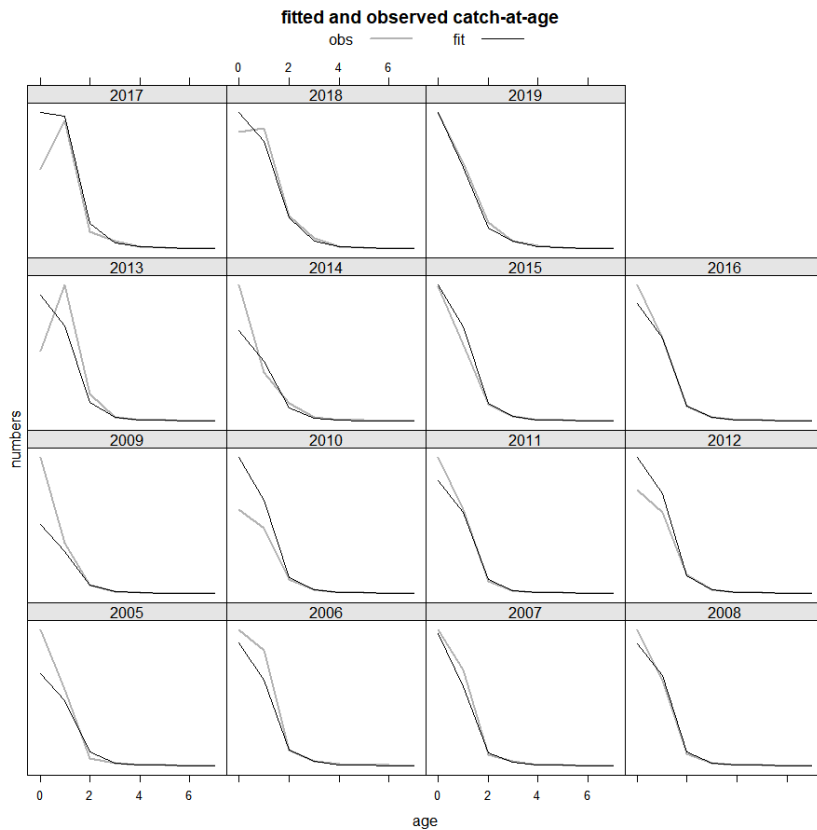 fitted and observed catch-at-age
obs fit
0 2 4 6
2017 2018 2019
2013 2014 2015 2016
2009 2010 2011 2012
2005 2006 2007 2008
numbers
0 2 4 6 0 2 4 6
age